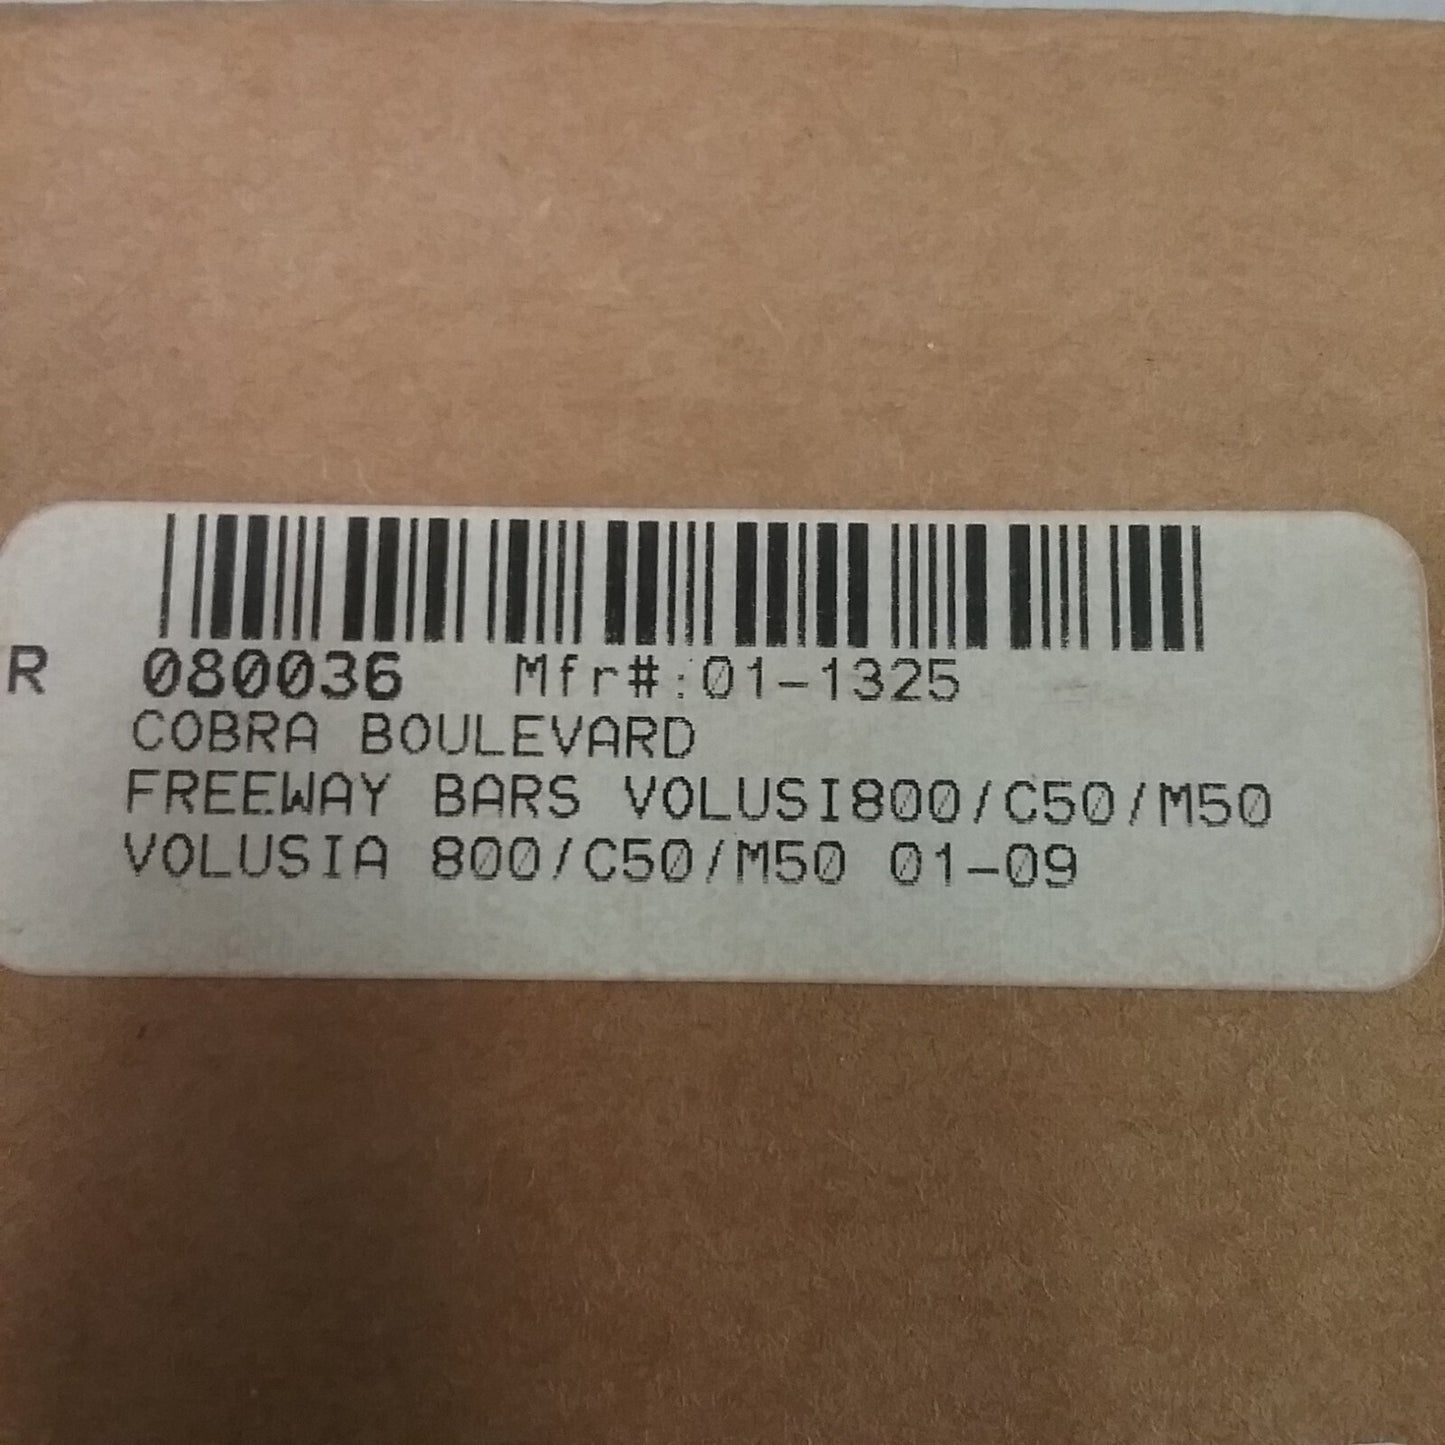 R 080036 Mfr#:01-1325
COBRA BOULEVARD
FREEWAY BARS VOLUSI800/C50/M50
VOLUSIA 800/C50/M50 01-09